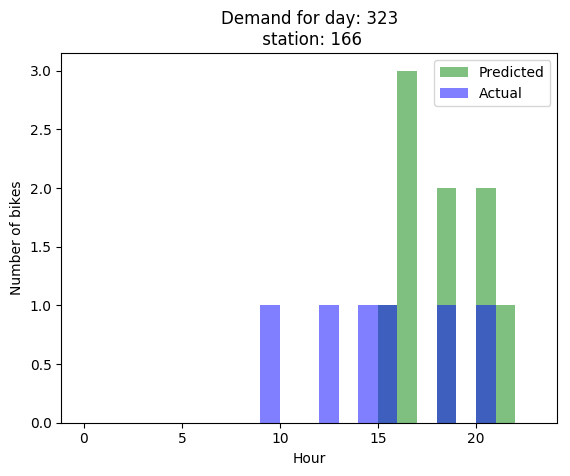 Demand for day: 323
station: 166
Predicted
Actual
Number of bikes
3.0
2.5
2.0
1.5
1.0
0.5
0.0
0 5 10 15 20
Hour